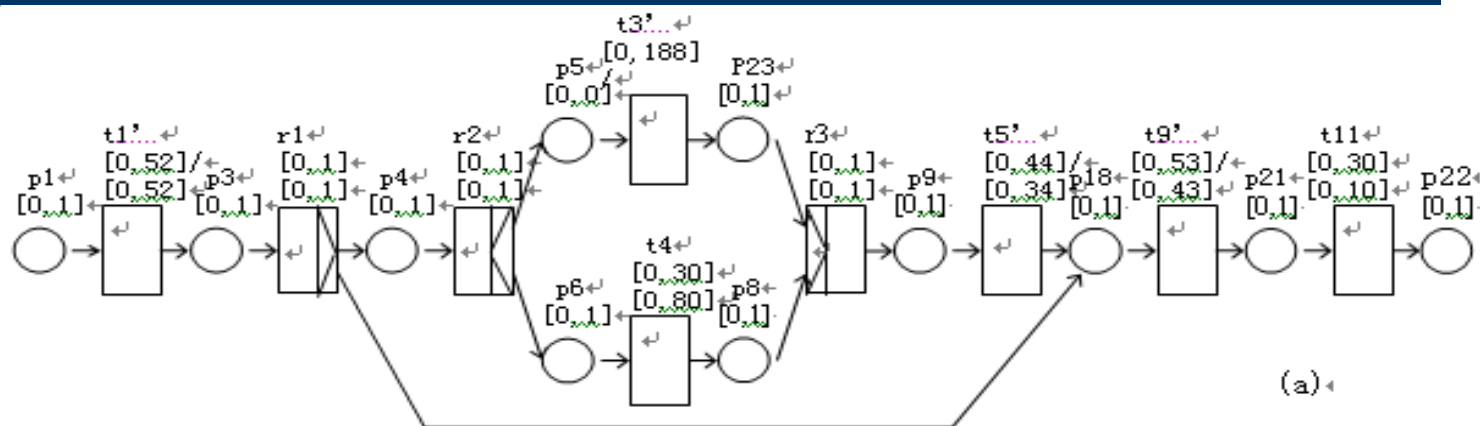 t3’...
[0,188]
p5
/
[0,0
P23
[0,1]
t1’...
[0,52]/
[0,52]
r1
[0,1]
[0,1]
r2
[0,1]
[0,1]
r3
[0,1]
[0,1]
t5’...
[0,44]/
[0,34]
t9’...
[0,53]/
[0,43]
t11
[0,30]
[0,10]
p1
[0,1]
p3
[0,1]
p4
[0,1]
p9
[0,1]
p18
[0,1]
p21
[0,1]
p22
[0,1]
t4
[0,30]
[0,80]
p6
[0,1]
p8
[0,1]
(a)